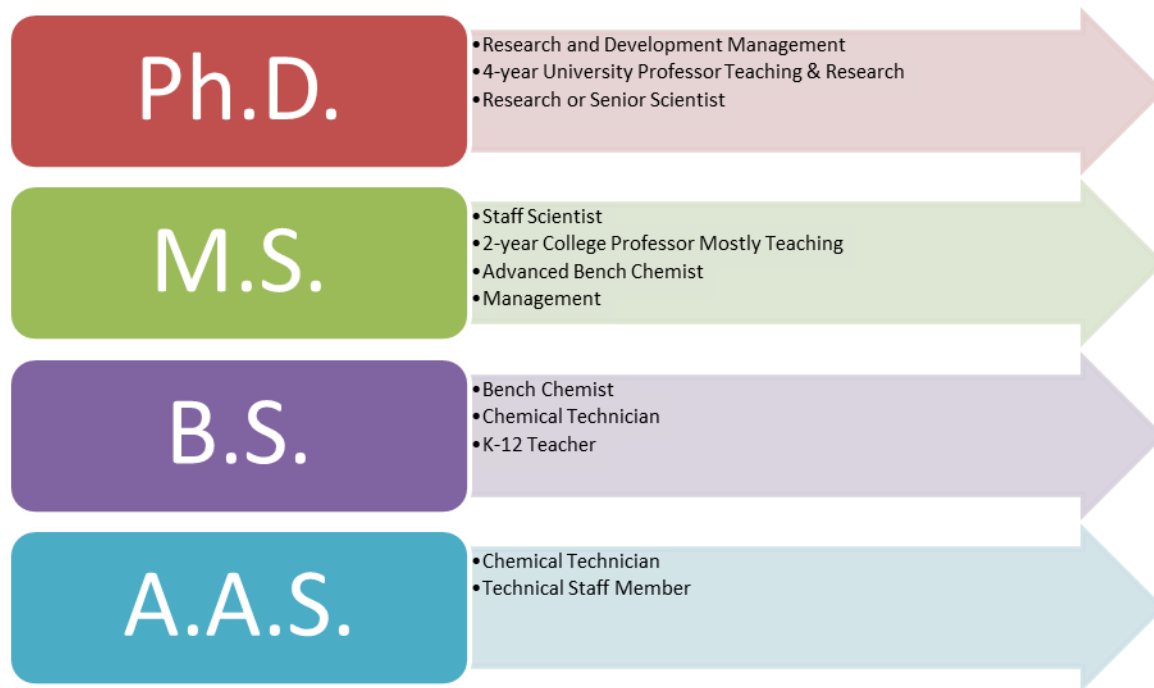 Ph.D.
•Research and Development Management
•4-year University Professor Teaching & Research
•Research or Senior Scientist
M.S.
•Staff Scientist
•2-year College Professor Mostly Teaching
•Advanced Bench Chemist
•Management
B.S.
•Bench Chemist
•Chemical Technician
•K-12 Teacher
A.A.S.
•Chemical Technician
•Technical Staff Member